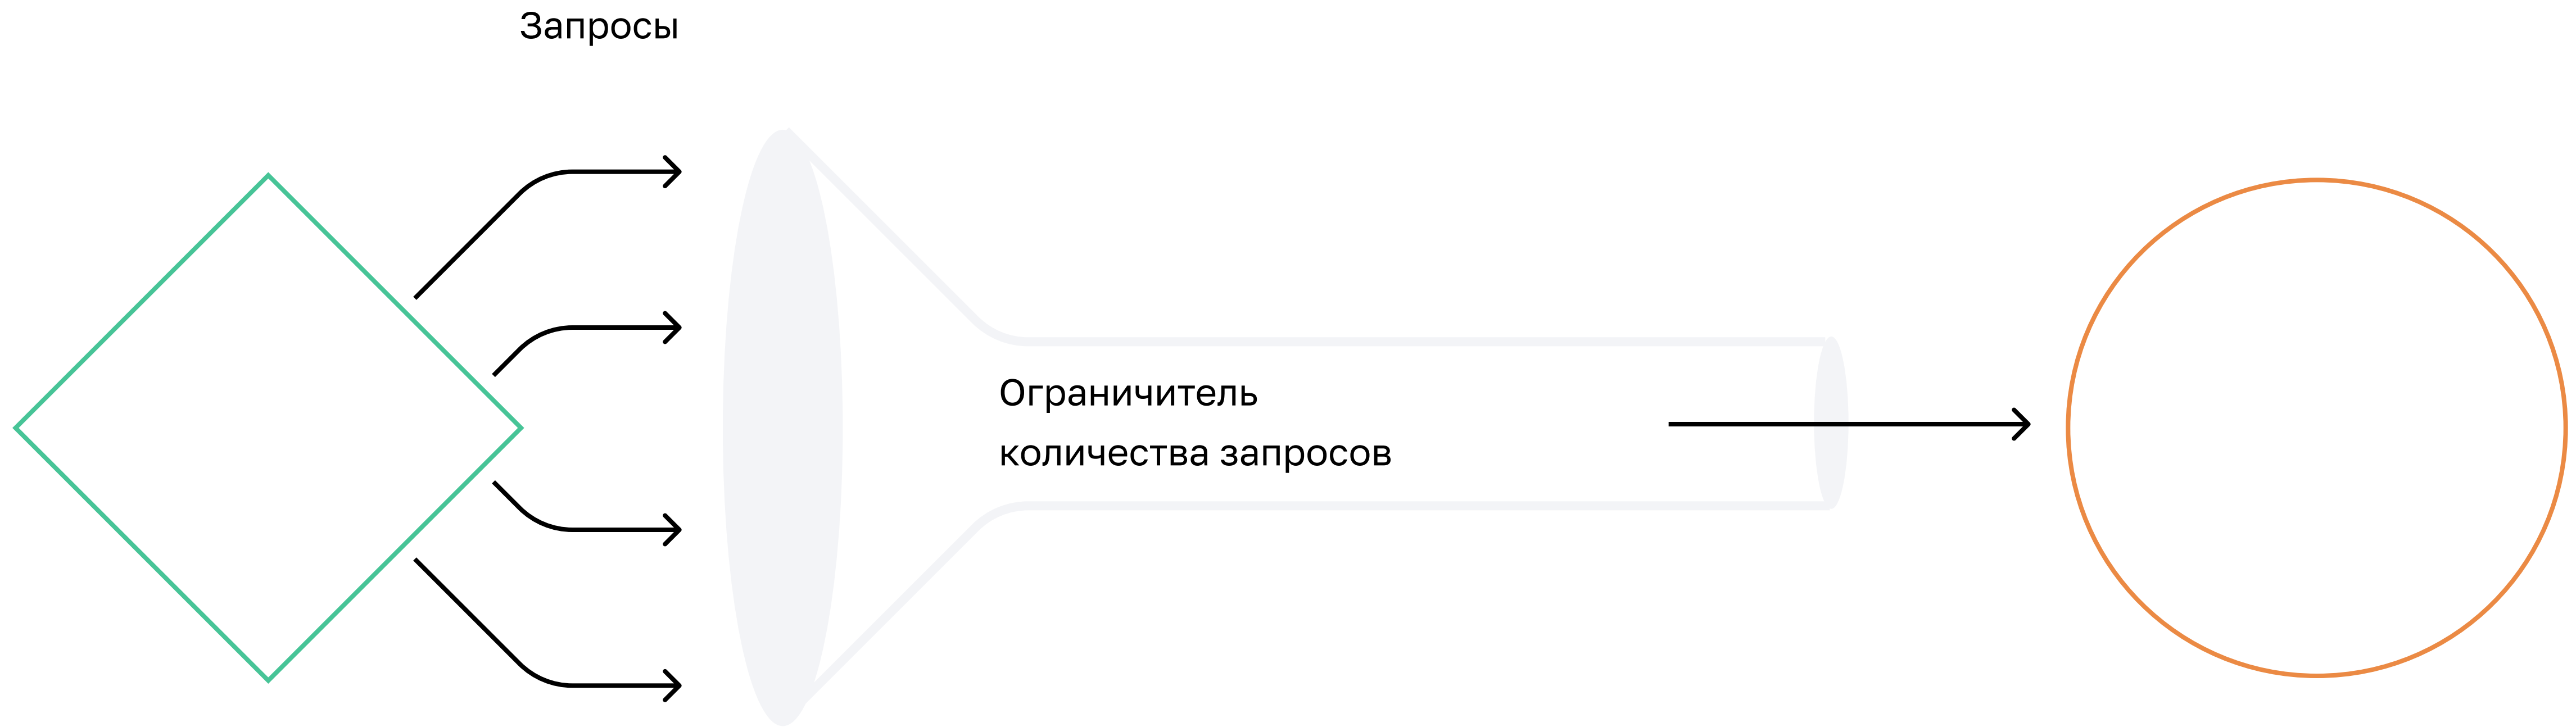 Запросы
Ограничитель
количества запросов